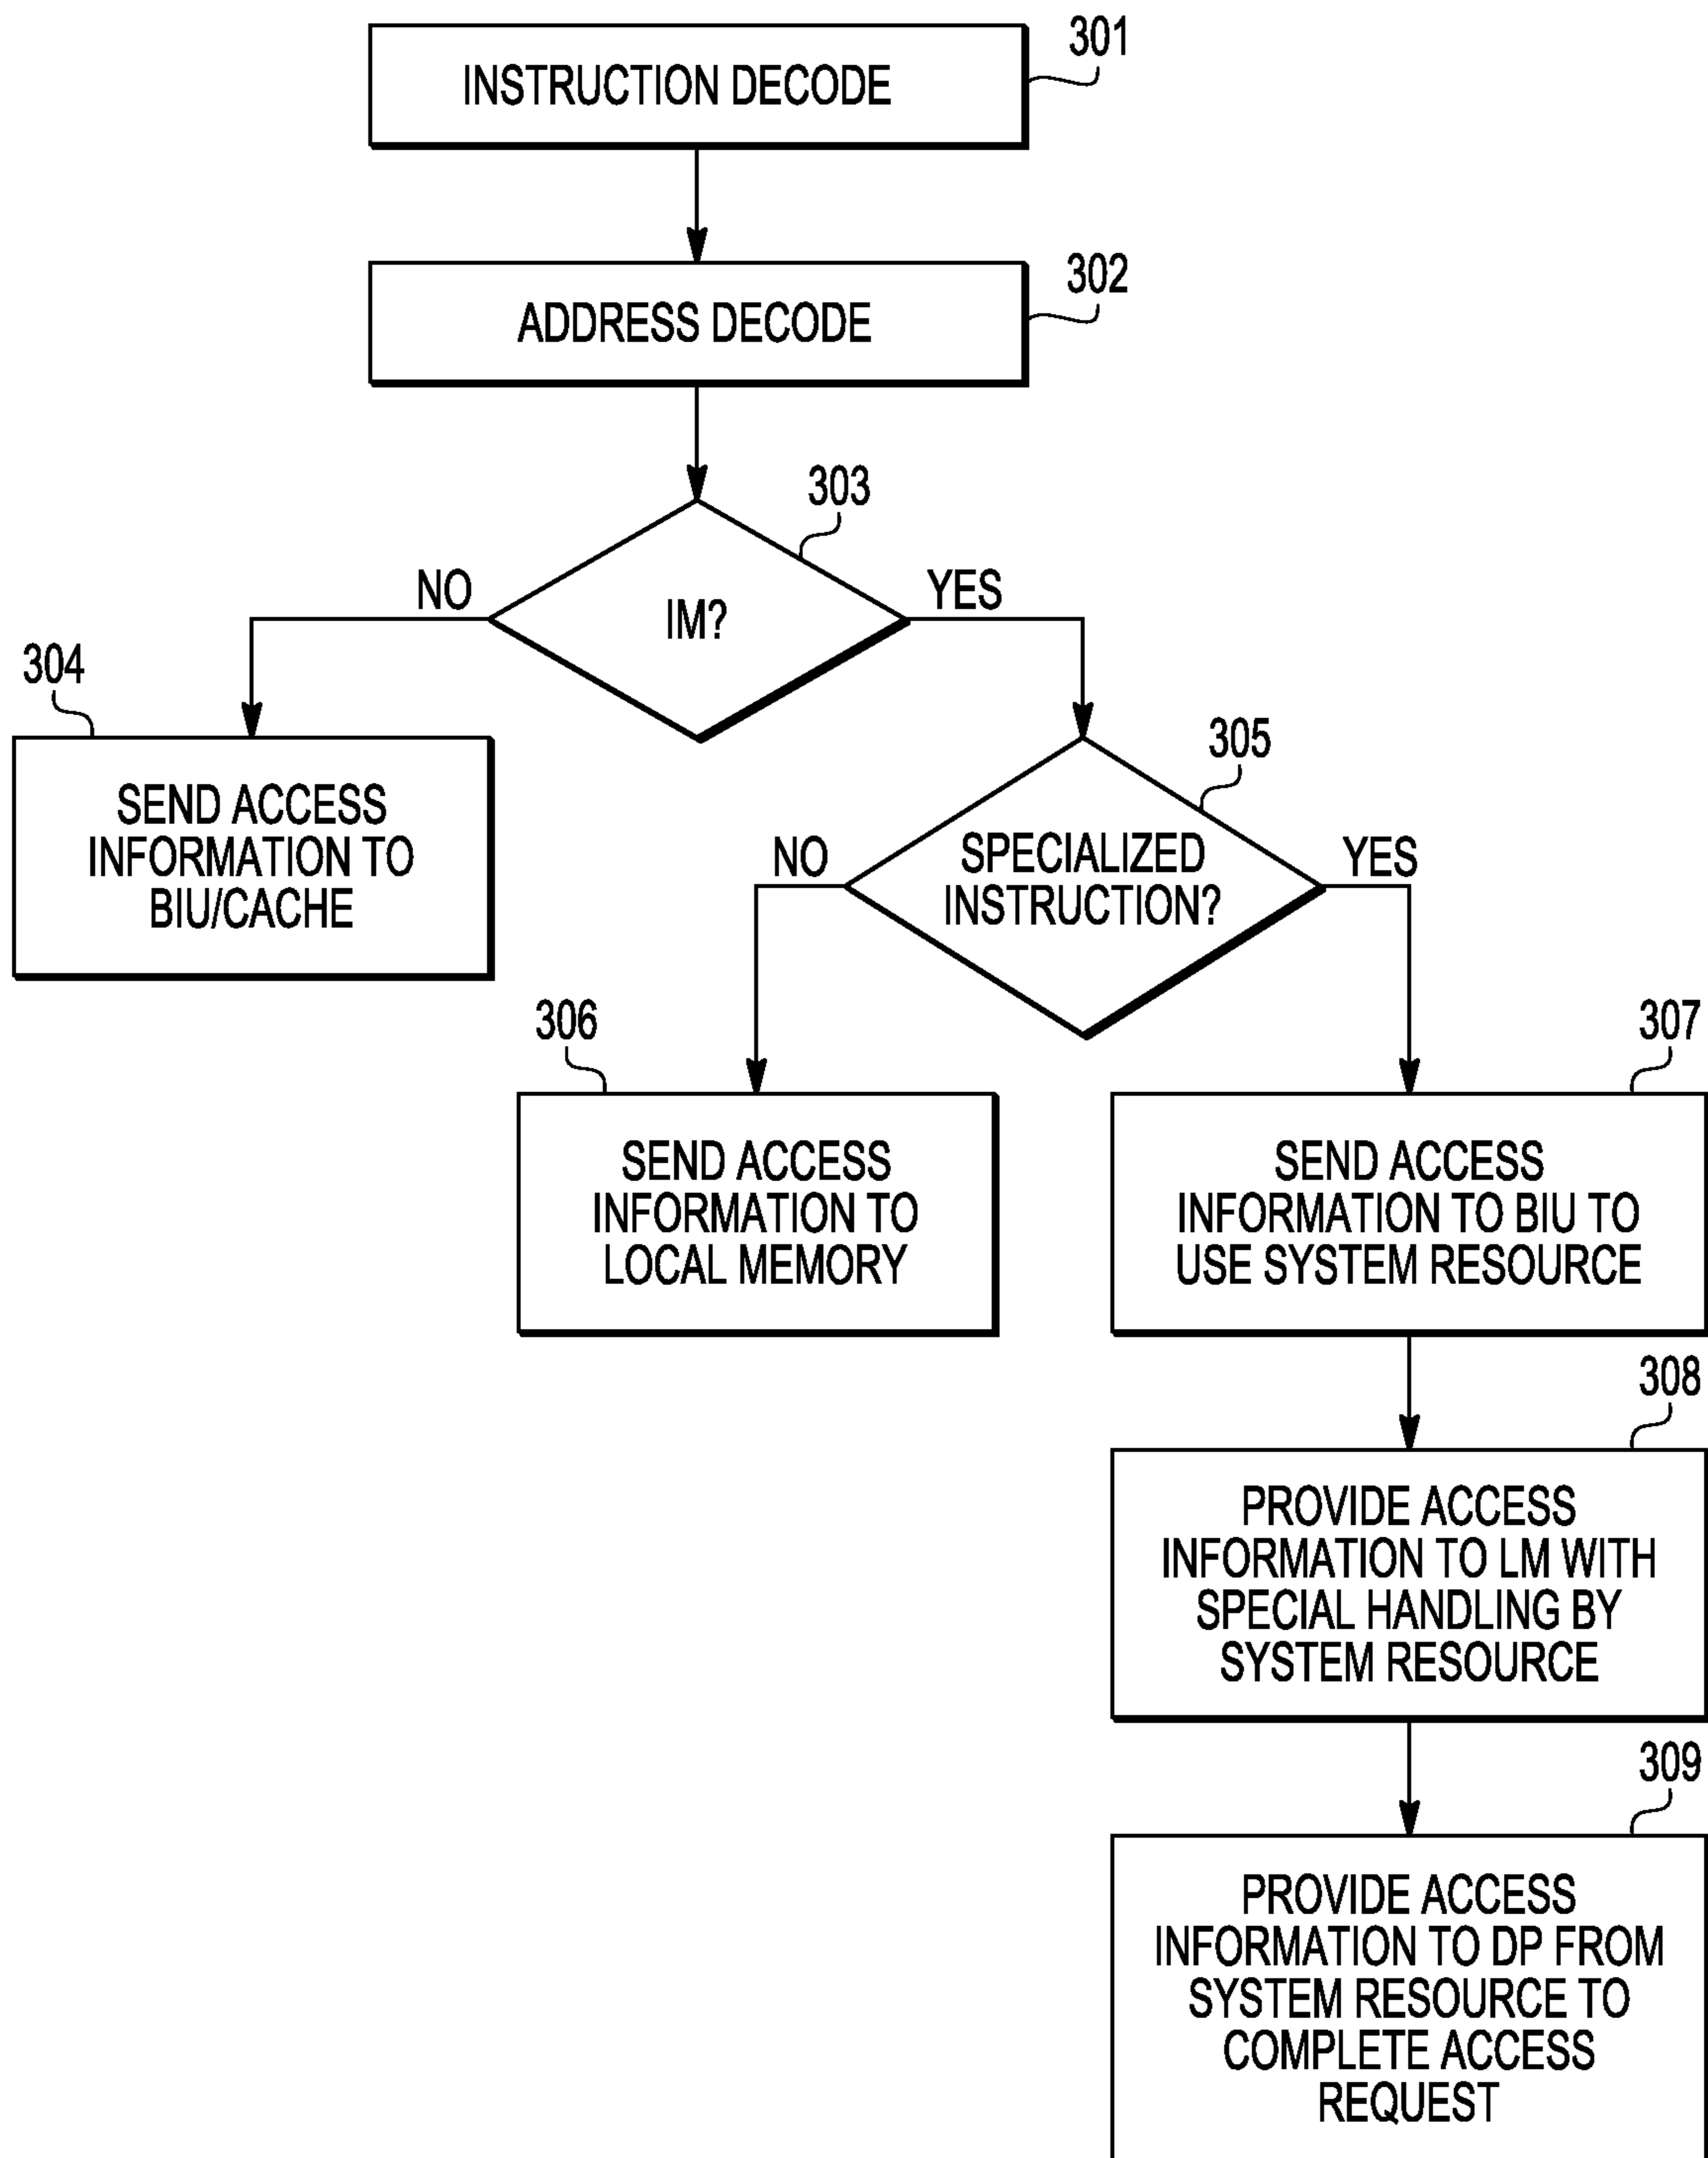 301
INSTRUCTION DECODE
302
ADDRESS DECODE
303
NO
YES
IM?
304
SEND ACCESS
INFORMATION TO
BIU/CACHE
305
NO
YES
SPECIALIZED
INSTRUCTION?
306
SEND ACCESS
INFORMATION TO
LOCAL MEMORY
307
SEND ACCESS
INFORMATION TO BIU TO
USE SYSTEM RESOURCE
308
PROVIDE ACCESS
INFORMATION TO LM WITH
SPECIAL HANDLING BY
SYSTEM RESOURCE
309
PROVIDE ACCESS
INFORMATION TO DP FROM
SYSTEM RESOURCE TO
COMPLETE ACCESS
REQUEST